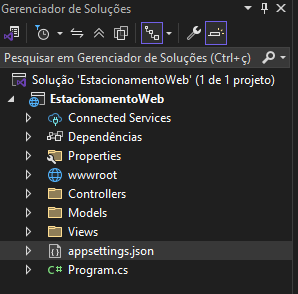 Gerenciador de Soluções
Pesquisar em Gerenciador de Soluções (Ctrl+ç)
Solução 'EstacionamentoWeb' (1 de 1 projeto)
EstacionamentoWeb
Connected Services
Dependências
Properties
wwwroot
Controllers
Models
Views
appsettings.json
C# Program.cs